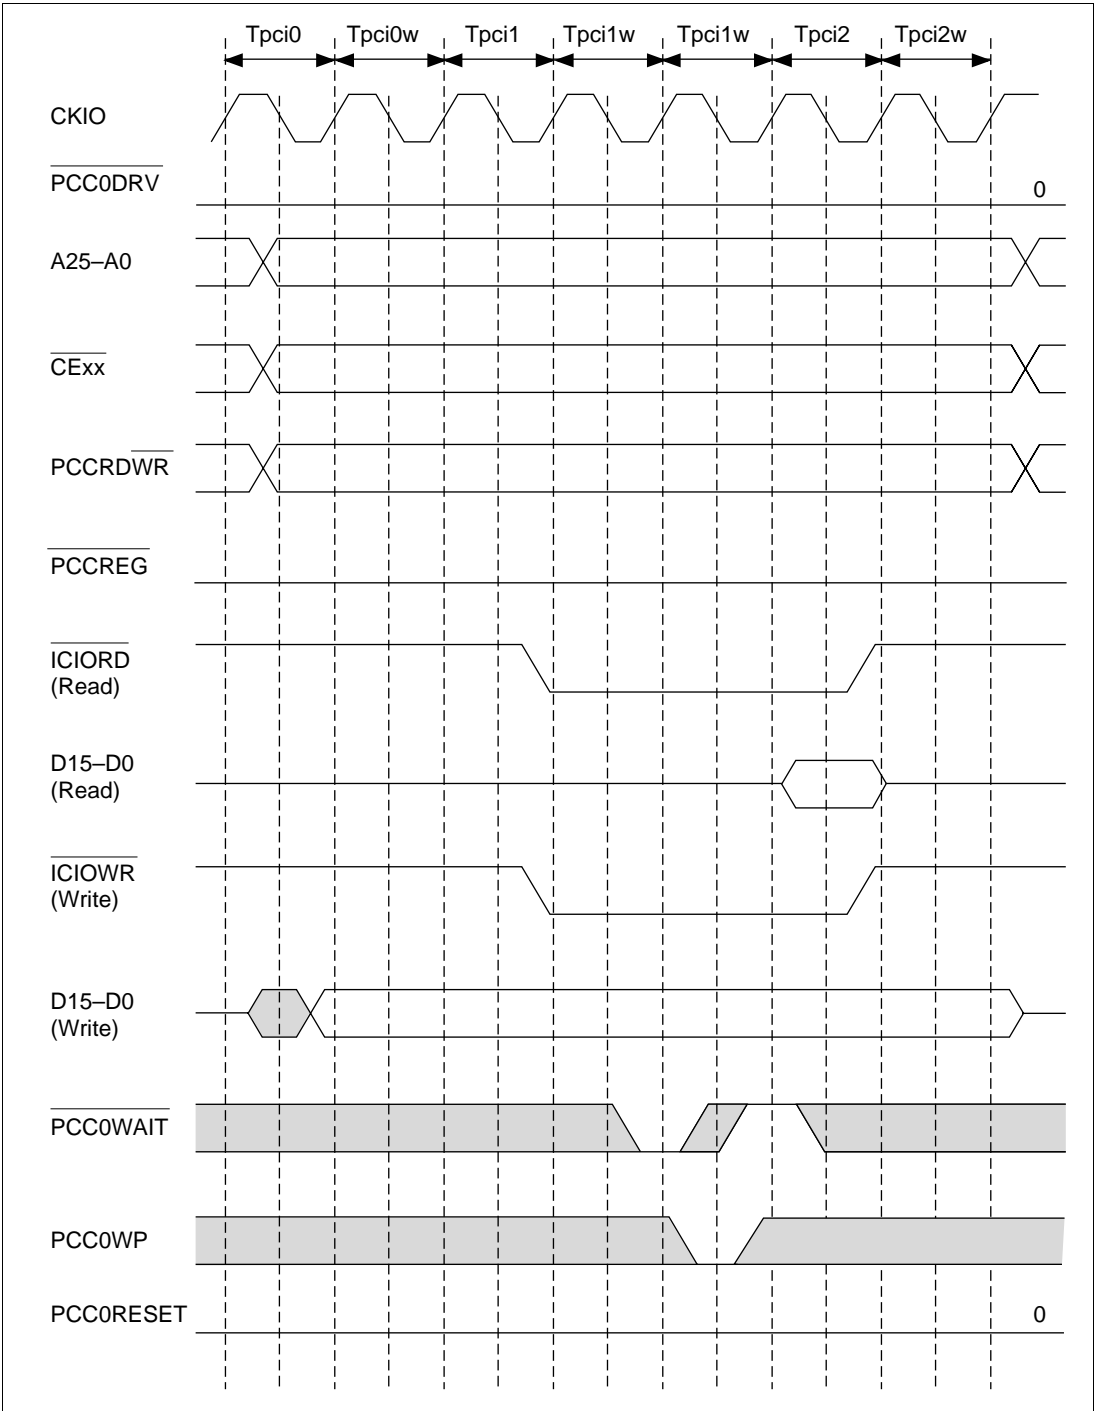 Tpci0 Tpci0w Tpci1 Tpci1w Tpci1w Tpci2 Tpci2w
CKIO
PCC0DRV 0
A25–A0
CExx
PCCRDWR
PCCREG
ICIORD
(Read)
D15–D0
(Read)
ICIOWR
(Write)
D15–D0
(Write)
PCC0WAIT
PCC0WP
PCC0RESET 0